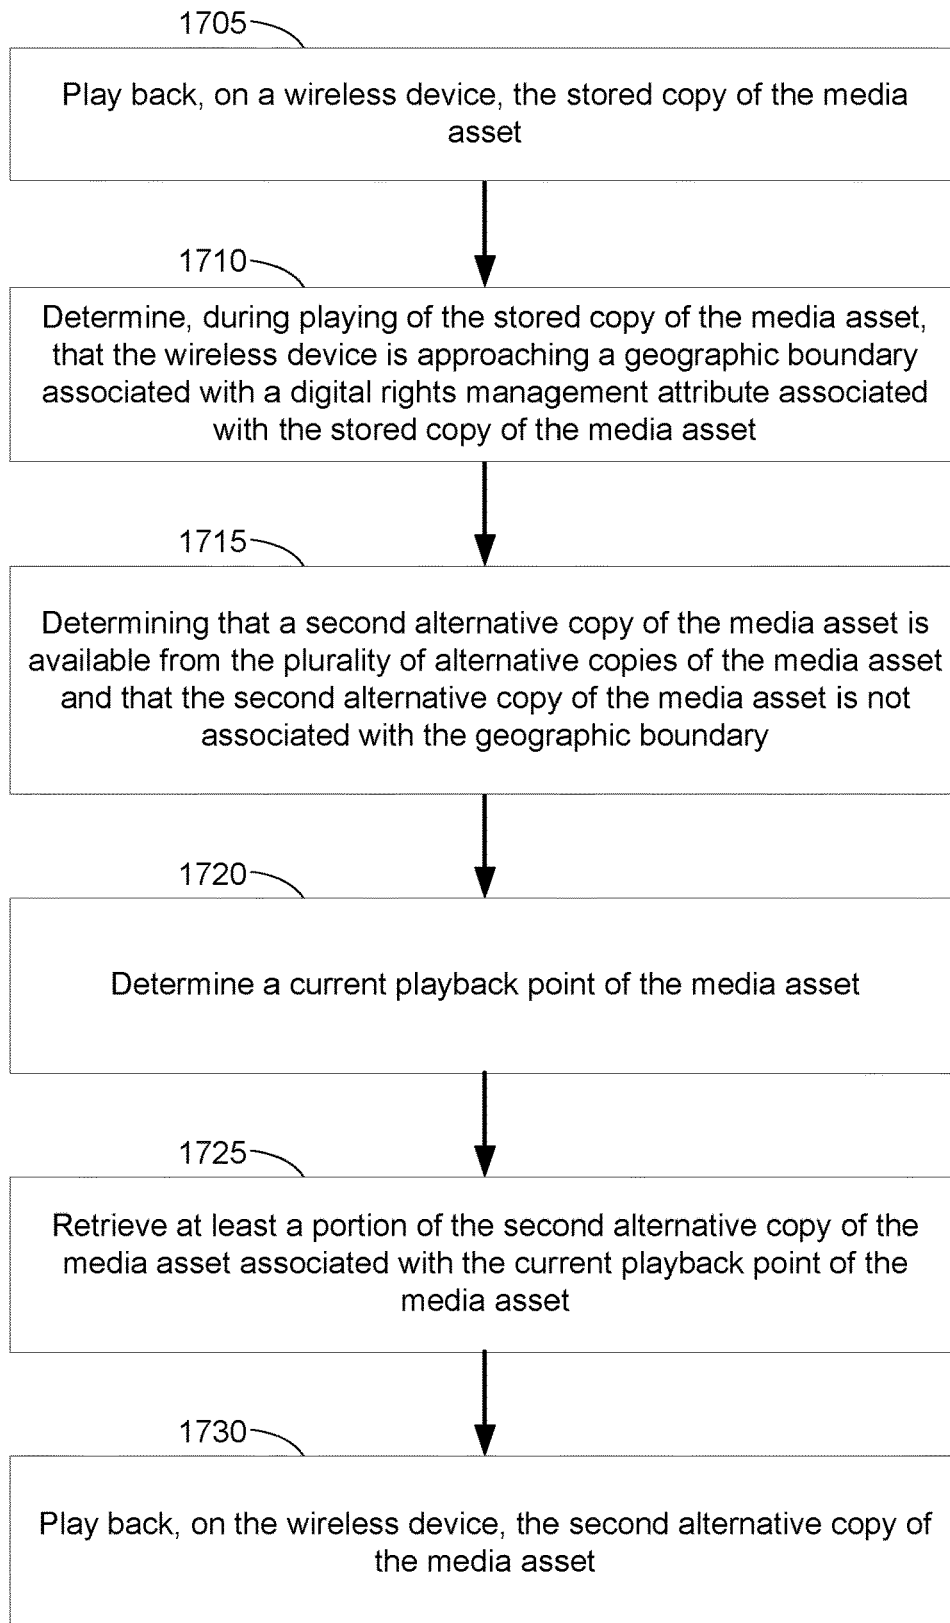 1705
Play back, on a wireless device, the stored copy of the media
asset
1710
Determine, during playing of the stored copy of the media asset,
that the wireless device is approaching a geographic boundary
associated with a digital rights management attribute associated
with the stored copy of the media asset
1715
Determining that a second alternative copy of the media asset is
available from the plurality of alternative copies of the media asset
and that the second alternative copy of the media asset is not
associated with the geographic boundary
1720
Determine a current playback point of the media asset
1725
Retrieve at least a portion of the second alternative copy of the
media asset associated with the current playback point of the
media asset
1730
Play back, on the wireless device, the second alternative copy of
the media asset